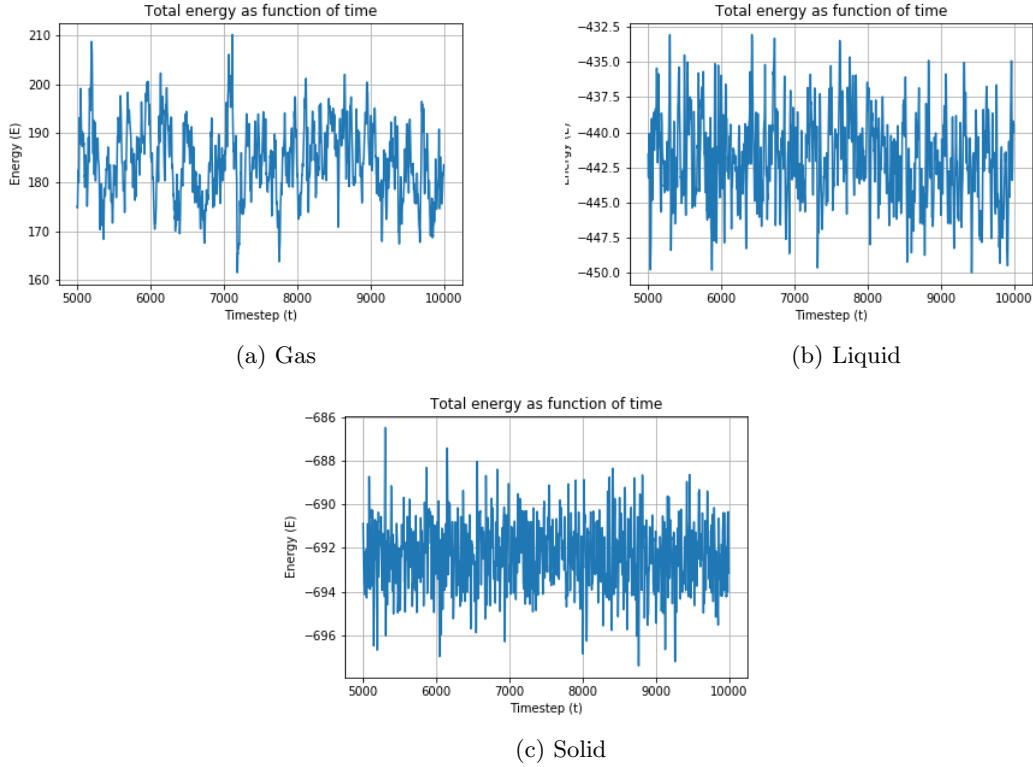 Total energy as function of time
210
200
190
180
170
160
Energy (E)
5000 6000 7000 8000 9000 10000
Timestep (t)
(a) Gas
Total energy as function of time
−432.5
−435.0
−437.5
−440.0
−442.5
−445.0
−447.5
−450.0
5000 6000 7000 8000 9000 10000
Timestep (t)
(b) Liquid
Total energy as function of time
−686
−688
−690
−692
−694
−696
Energy (E)
5000 6000 7000 8000 9000 10000
Timestep (t)
(c) Solid